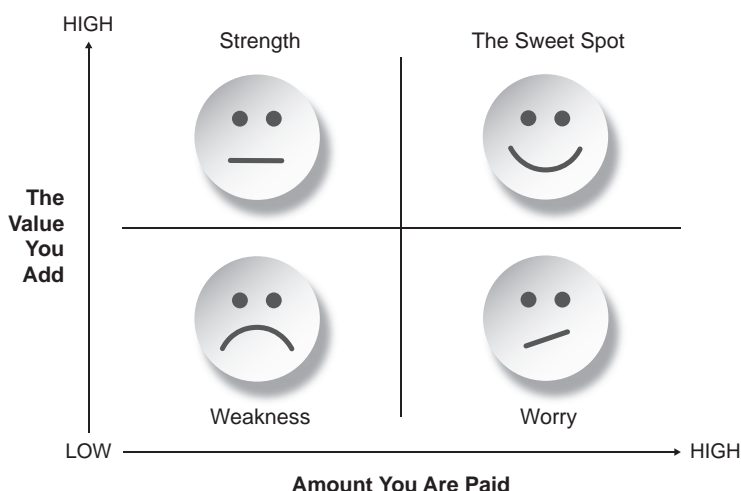 HIGH
Strength
The Sweet Spot
The
Value
You
Add
Weakness
Worry
LOW
HIGH
Amount You Are Paid